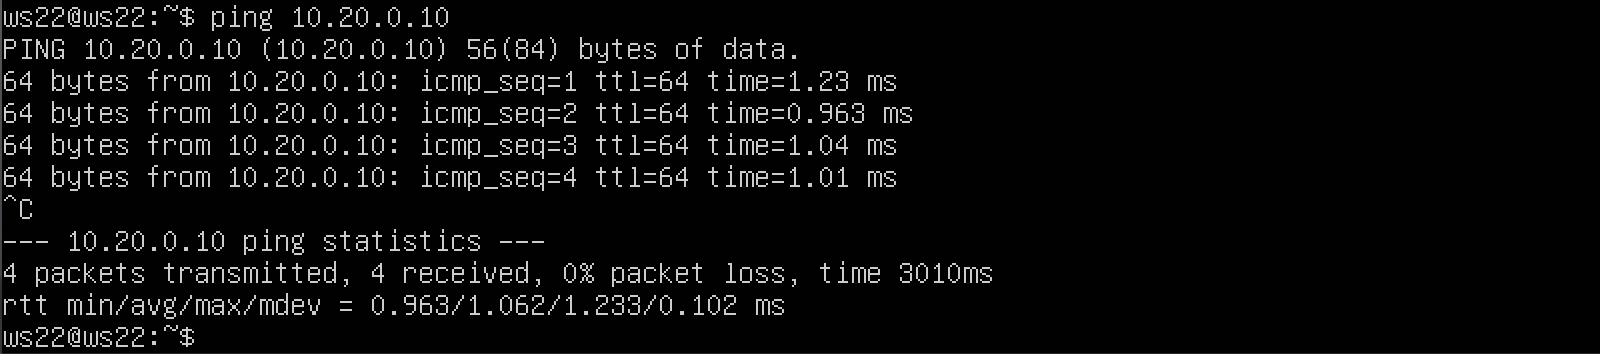 ws22@ws22:~$ ping 10.20.0.10
PING 10.20.0.10 (10.20.0.10) 56(84) bytes of data.
64 bytes from 10.20.0.10: icmp_seq=1 ttl=64 time=1.23 ms
64 bytes from 10.20.0.10: icmp_seq=2 ttl=64 time=0.963 ms
64 bytes from 10.20.0.10: icmp_seq=3 ttl=64 time=1.04 ms
64 bytes from 10.20.0.10: icmp_seq=4 ttl=64 time=1.01 ms
^C
--- 10.20.0.10 ping statistics ---
4 packets transmitted, 4 received, 0% packet loss, time 3010ms
rtt min/avg/max/mdev = 0.963/1.062/1.233/0.102 ms
ws22@ws22:~$